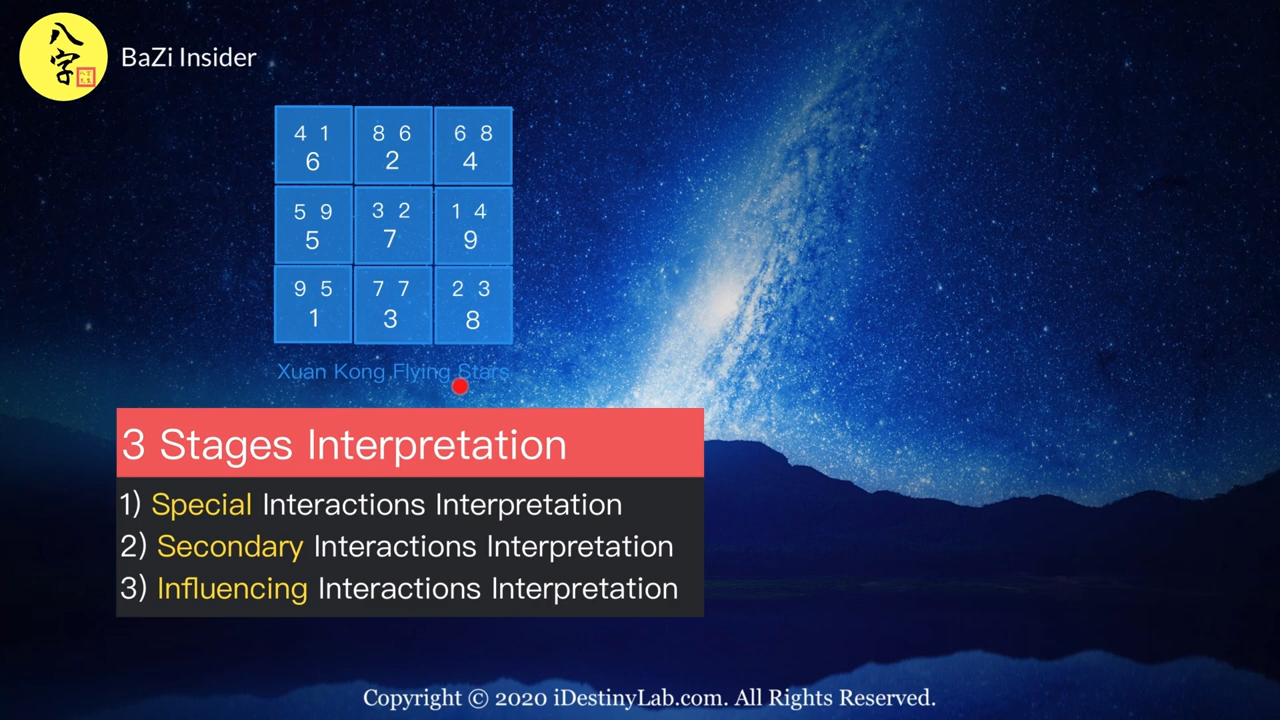 八字
BaZi Insider
4 1 8 6 6 8
6 2 4
5 9 3 2 1 4
5 7 9
9 5 7 7 2 3
1 3 8
Xuan Kong Flying Stars
3 Stages Interpretation
1) Special Interactions Interpretation
2) Secondary Interactions Interpretation
3) Influencing Interactions Interpretation
Copyright © 2020 iDestinyLab.com. All Rights Reserved.